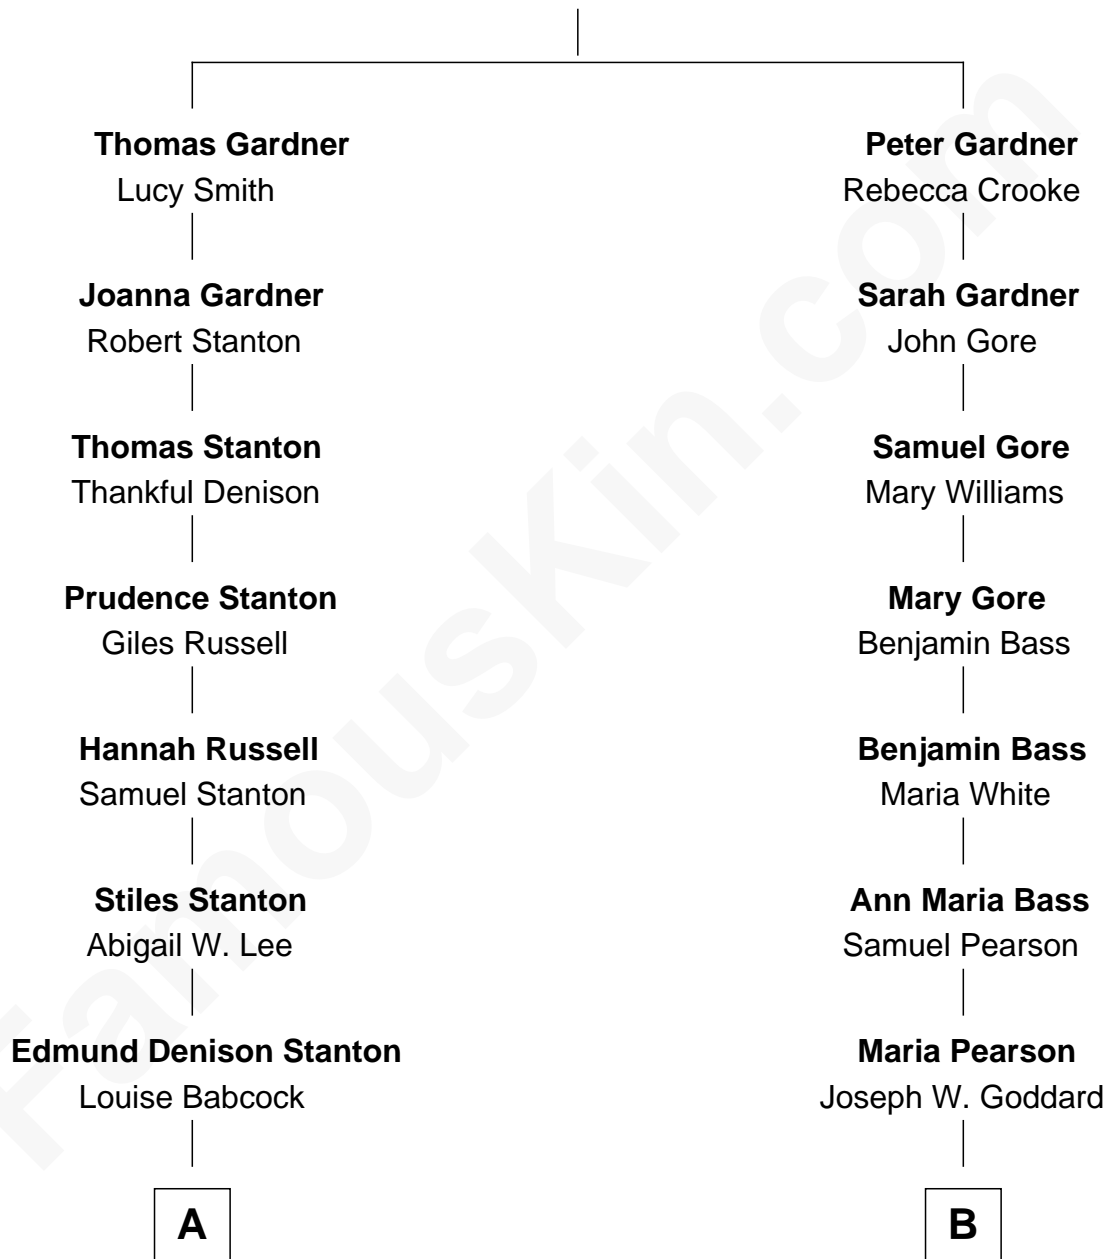 Thomas Gardner
Lucy Smith
Joanna Gardner
Robert Stanton
Thomas Stanton
Thankful Denison
Prudence Stanton
Giles Russell
Hannah Russell
Samuel Stanton
Stiles Stanton
Abigail W. Lee
Edmund Denison Stanton
Louise Babcock
A
Peter Gardner
Rebecca Crooke
Sarah Gardner
John Gore
Samuel Gore
Mary Williams
Mary Gore
Benjamin Bass
Benjamin Bass
Maria White
Ann Maria Bass
Samuel Pearson
Maria Pearson
Joseph W. Goddard
B
FamousKin.com